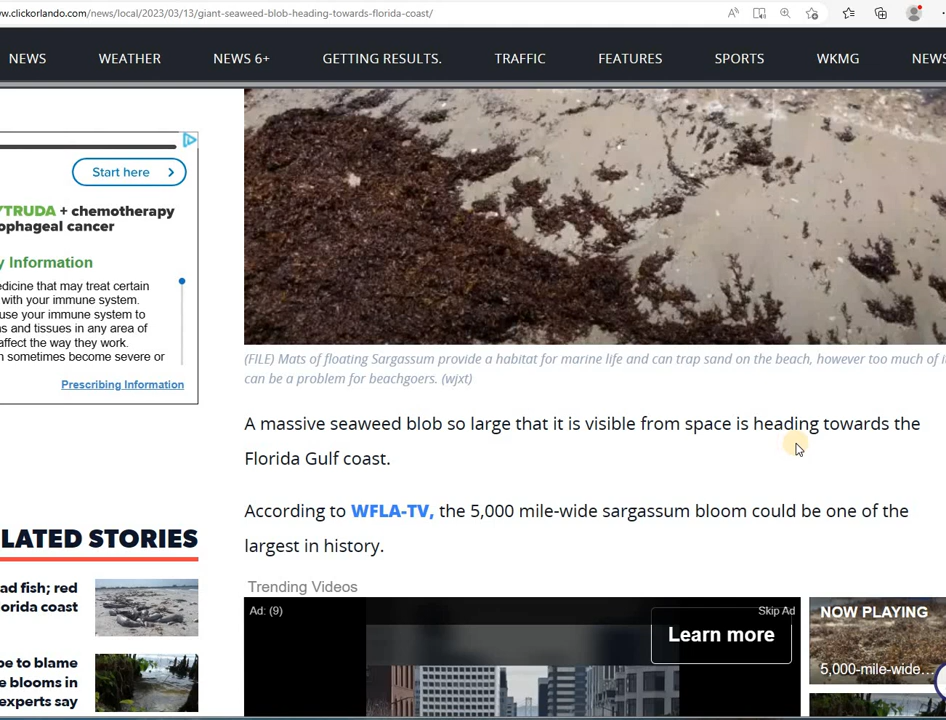 w.clickorlando.com/news/local/2023/03/13/giant-seaweed-blob-heading-towards-florida-coast/
NEWS WEATHER NEWS 6+ GETTING RESULTS. TRAFFIC FEATURES SPORTS WKMG NEWS
Start here
YTRUDA + chemotherapy
ophageal cancer
y Information
edicine that may treat certain
with your immune system.
use your immune system to
s and tissues in any area of
affect the way they work.
n sometimes become severe or
Prescribing Information
(FILE) Mats of floating Sargassum provide a habitat for marine life and can trap sand on the beach, however too much of it
can be a problem for beachgoers. (wjxt)
A massive seaweed blob so large that it is visible from space is heading towards the
Florida Gulf coast.
According to WFLA-TV, the 5,000 mile-wide sargassum bloom could be one of the
largest in history.
LATED STORIES
ad fish; red
orida coast
be to blame
e blooms in
experts say
Trending Videos
Ad: (9)
Skip Ad
Learn more
NOW PLAYING
5,000-mile-wide...